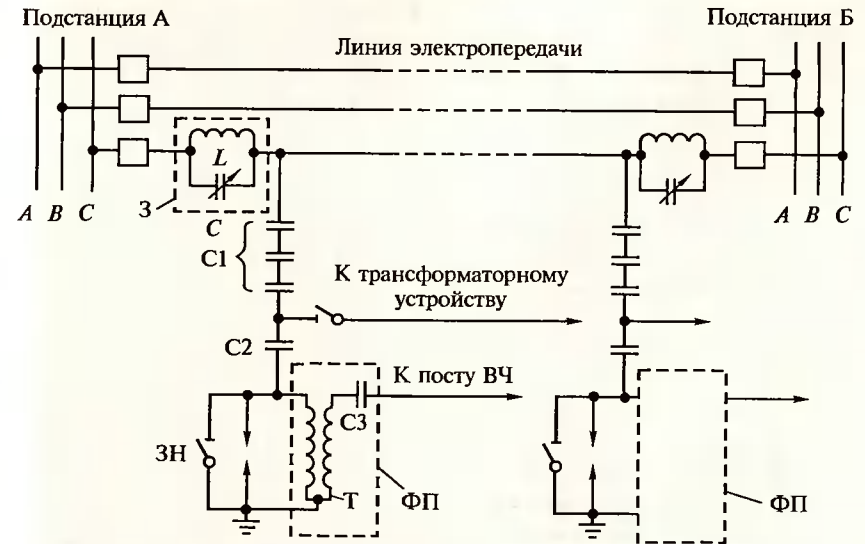 Подстанция А
Подстанция Б
Линия электропередачи
L
A B C
З
C
A B C
C1
К трансформаторному
устройству
C2
К посту ВЧ
C3
ЗН
Т
ФП
ФП